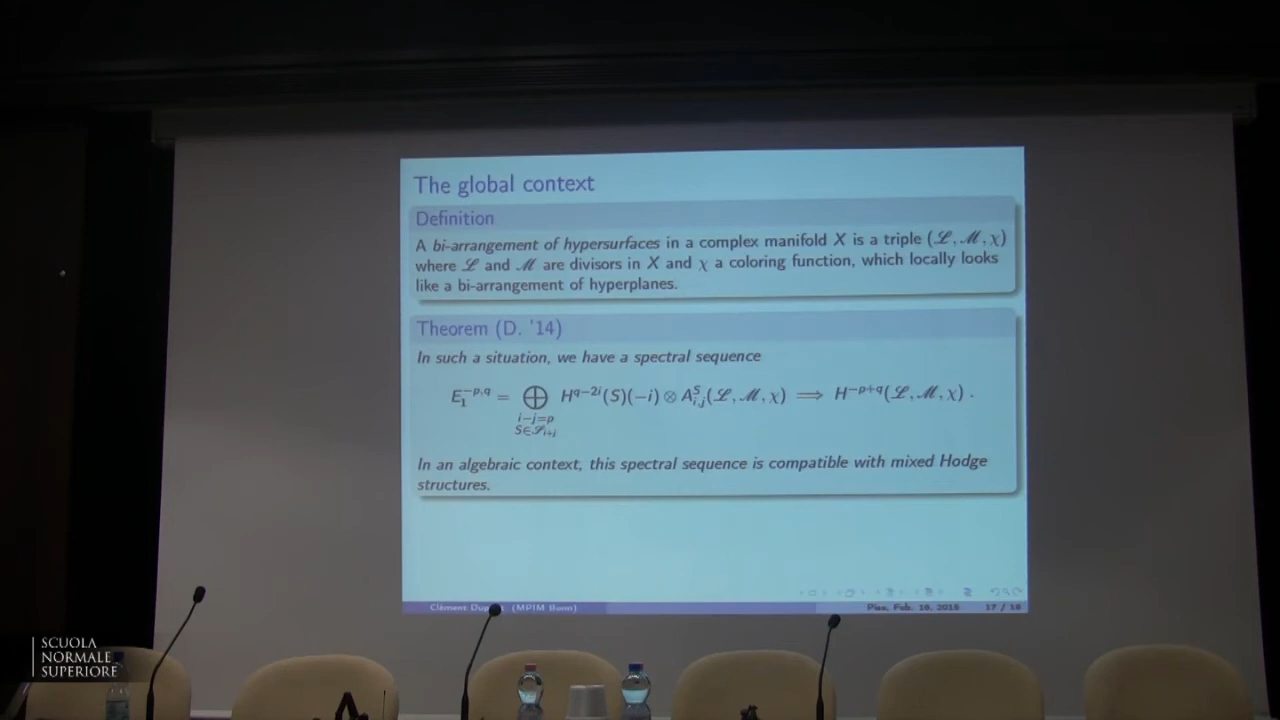 The global context
Definition
A bi-arrangement of hypersurfaces in a complex manifold X is a triple (ℒ, ℳ, χ)
where ℒ and ℳ are divisors in X and χ a coloring function, which locally looks
like a bi-arrangement of hyperplanes.
Theorem (D. '14)
In such a situation, we have a spectral sequence
E₁^{-p,q} = ⊕_{i-j=p, S∈𝒮_{i+j}} H^{q-2i}(S)(-i) ⊗ A^S_{i,j}(ℒ, ℳ, χ) ⟹ H^{-p+q}(ℒ, ℳ, χ) .
In an algebraic context, this spectral sequence is compatible with mixed Hodge
structures.
Clément (MPIM Bonn) Pisa, Feb. 17 / 18
SCUOLA
NORMALE
SUPERIORE